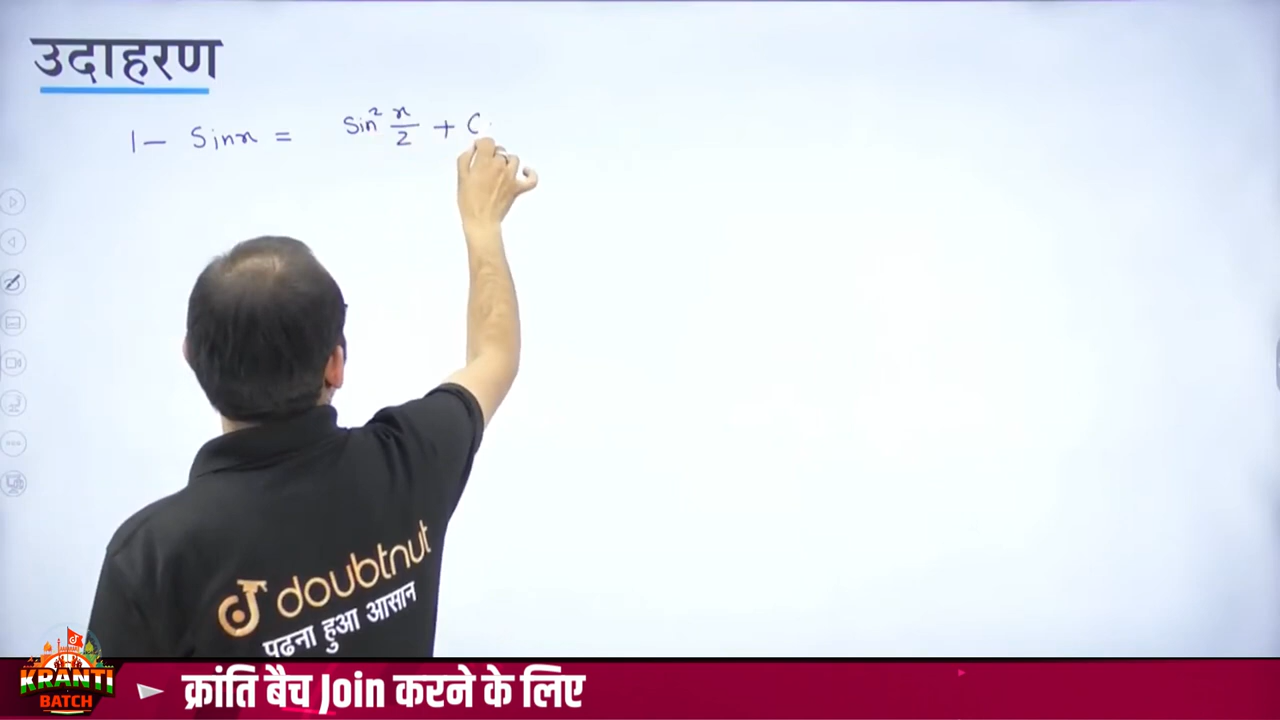 उदाहरण
1 - Sinx = Sin² x/2 + C
doubtnut
पढना हुआ आसान
KRANTI
BATCH
क्रांति बैच Join करने के लिए